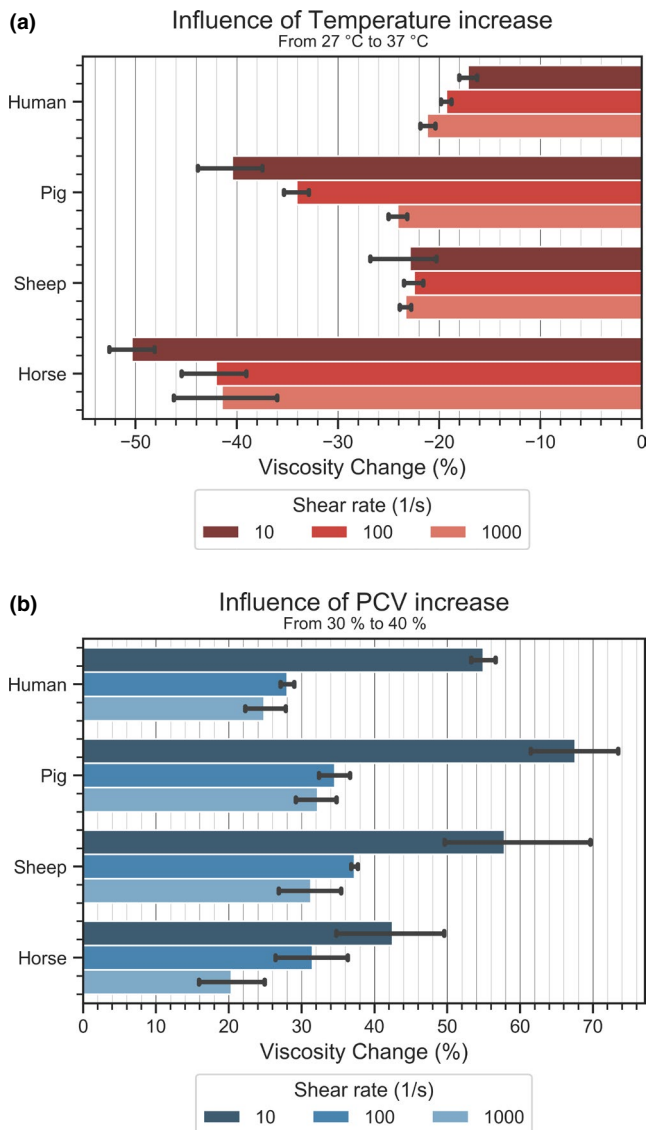 (a)
Influence of Temperature increase
From 27 °C to 37 °C
Human
Pig
Sheep
Horse
−50 −40 −30 −20 −10 0
Viscosity Change (%)
Shear rate (1/s)
10 100 1000
(b)
Influence of PCV increase
From 30 % to 40 %
Human
Pig
Sheep
Horse
0 10 20 30 40 50 60 70
Viscosity Change (%)
Shear rate (1/s)
10 100 1000